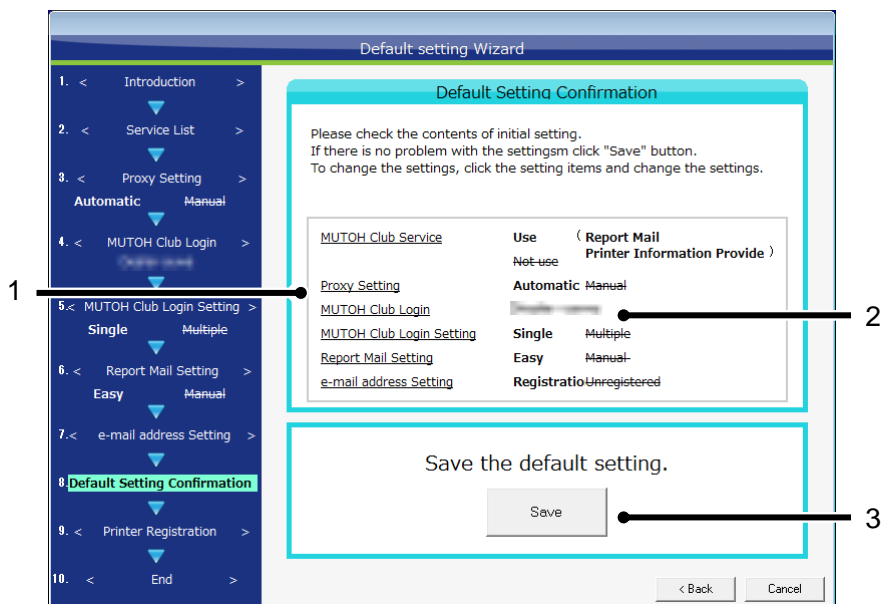 Default setting Wizard
1. < Introduction >
2. < Service List >
3. < Proxy Setting >
Automatic Manual
4. < MUTOH Club Login >
5.< MUTOH Club Login Setting >
Single Multiple
6. < Report Mail Setting >
Easy Manual
7.< e-mail address Setting >
8.Default Setting Confirmation
9. < Printer Registration >
10. < End >
Default Setting Confirmation
Please check the contents of initial setting.
If there is no problem with the settingsm click "Save" button.
To change the settings, click the setting items and change the settings.
MUTOH Club Service Use ( Report Mail
Printer Information Provide )
Not use
Proxy Setting Automatic Manual
MUTOH Club Login
MUTOH Club Login Setting Single Multiple
Report Mail Setting Easy Manual
e-mail address Setting RegistratioUnregistered
Save the default setting.
Save
< Back Cancel
1
2
3